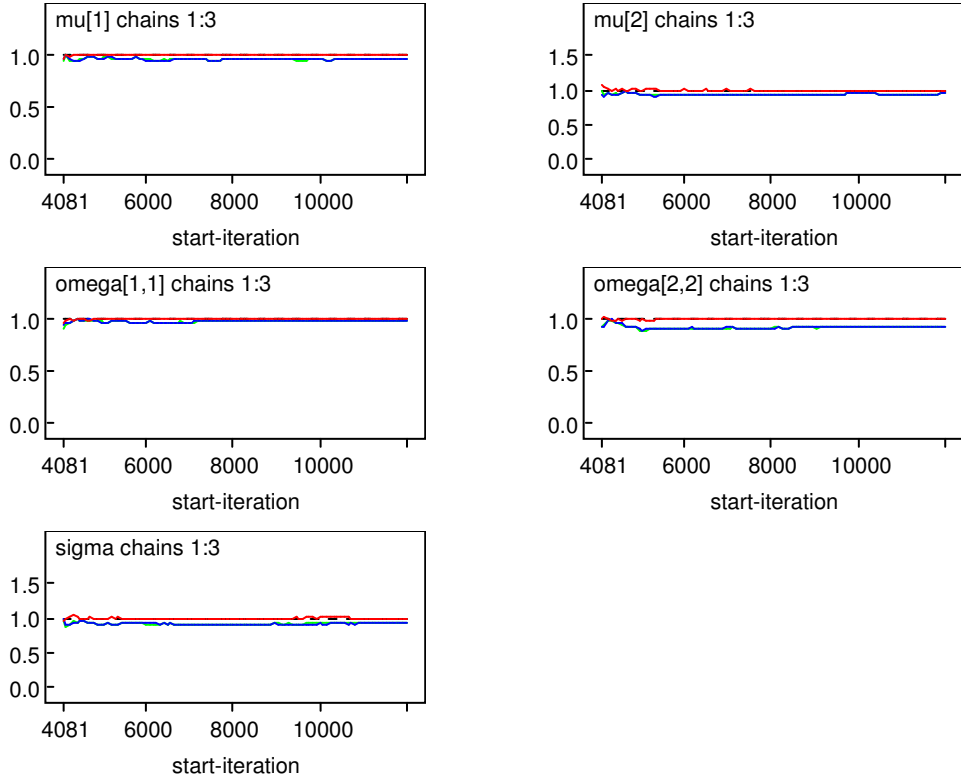 mu[1] chains 1:3
1.0
0.5
0.0
4081 6000 8000 10000
start-iteration
mu[2] chains 1:3
1.5
1.0
0.5
0.0
4081 6000 8000 10000
start-iteration
omega[1,1] chains 1:3
1.0
0.5
0.0
4081 6000 8000 10000
start-iteration
omega[2,2] chains 1:3
1.0
0.5
0.0
4081 6000 8000 10000
start-iteration
sigma chains 1:3
1.5
1.0
0.5
0.0
4081 6000 8000 10000
start-iteration